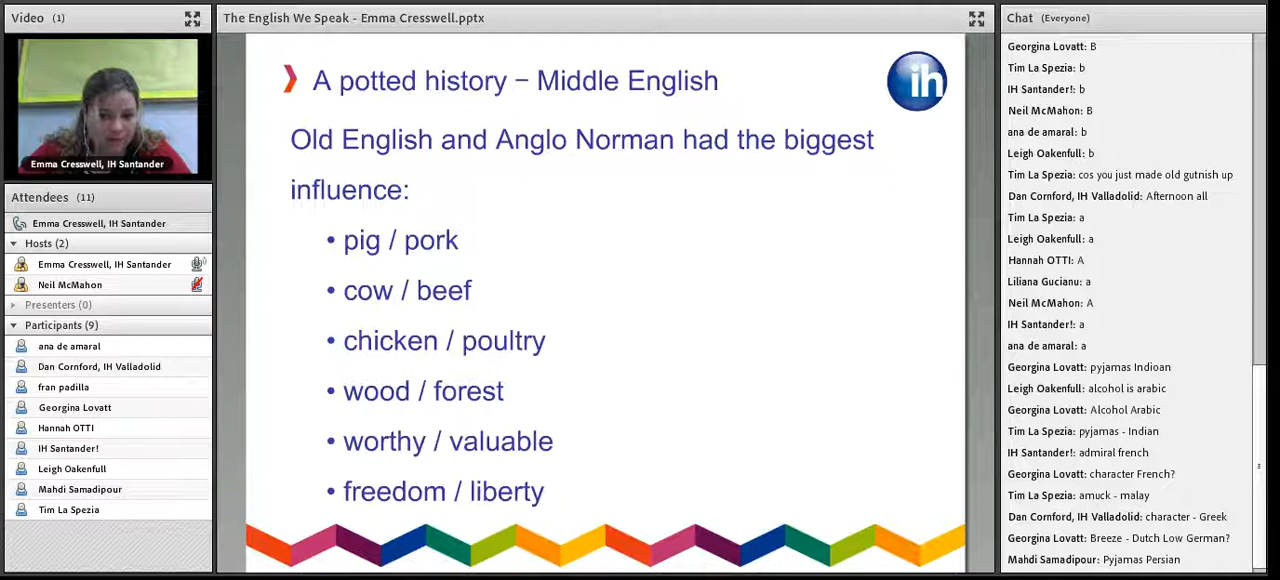 Video (1)
Emma Cresswell, IH Santander
Attendees (11)
Emma Cresswell, IH Santander
Hosts (2)
Emma Cresswell, IH Santander
Neil McMahon
Presenters (0)
Participants (9)
ana de amaral
Dan Cornford, IH Valladolid
fran padilla
Georgina Lovatt
Hannah OTTI
IH Santander!
Leigh Oakenfull
Mahdi Samadipour
Tim La Spezia
The English We Speak - Emma Cresswell.pptx
A potted history – Middle English
ih
Old English and Anglo Norman had the biggest
influence:
• pig / pork
• cow / beef
• chicken / poultry
• wood / forest
• worthy / valuable
• freedom / liberty
Chat (Everyone)
Georgina Lovatt: B
Tim La Spezia: b
IH Santander!: b
Neil McMahon: B
ana de amaral: b
Leigh Oakenfull: b
Tim La Spezia: cos you just made old gutnish up
Dan Cornford, IH Valladolid: Afternoon all
Tim La Spezia: a
Leigh Oakenfull: a
Hannah OTTI: A
Liliana Gucianu: a
Neil McMahon: A
IH Santander!: a
ana de amaral: a
Georgina Lovatt: pyjamas Indioan
Leigh Oakenfull: alcohol is arabic
Georgina Lovatt: Alcohol Arabic
Tim La Spezia: pyjamas - Indian
IH Santander!: admiral french
Georgina Lovatt: character French?
Tim La Spezia: amuck - malay
Dan Cornford, IH Valladolid: character - Greek
Georgina Lovatt: Breeze - Dutch Low German?
Mahdi Samadipour: Pyjamas Persian